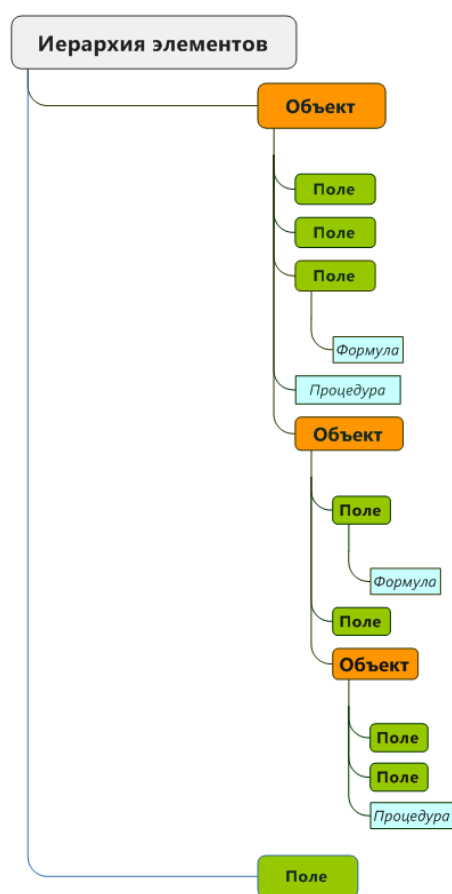 Иерархия элементов
Объект
Поле
Поле
Поле
Формула
Процедура
Объект
Поле
Формула
Поле
Объект
Поле
Поле
Процедура
Поле